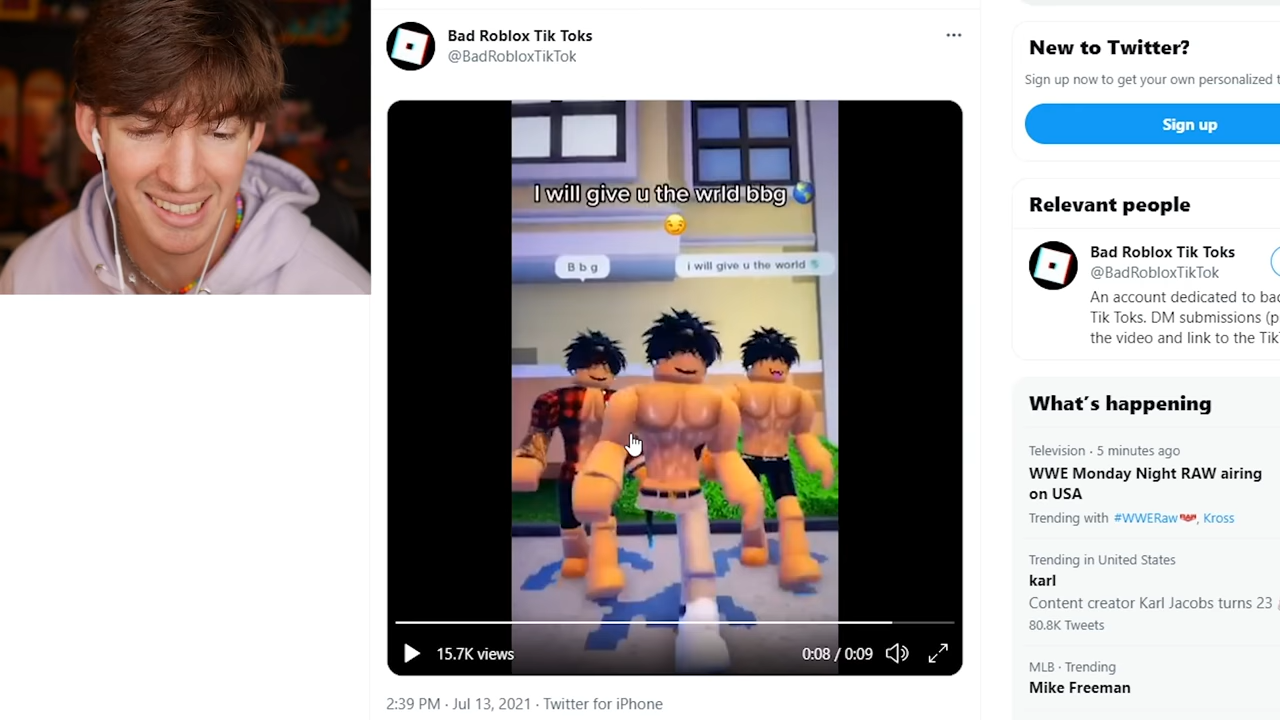 Bad Roblox Tik Toks
@BadRobloxTikTok
I will give u the wrld bbg 🌎
😏
B b g
i will give u the world
15.7K views
0:08 / 0:09
2:39 PM · Jul 13, 2021 · Twitter for iPhone
New to Twitter?
Sign up now to get your own personalized
Sign up
Relevant people
Bad Roblox Tik Toks
@BadRobloxTikTok
An account dedicated to
Tik Toks. DM submissions
the video and link to the
What's happening
Television · 5 minutes ago
WWE Monday Night RAW airing
on USA
Trending with #WWERaw, Kross
Trending in United States
karl
Content creator Karl Jacobs turns 23
80.8K Tweets
MLB · Trending
Mike Freeman